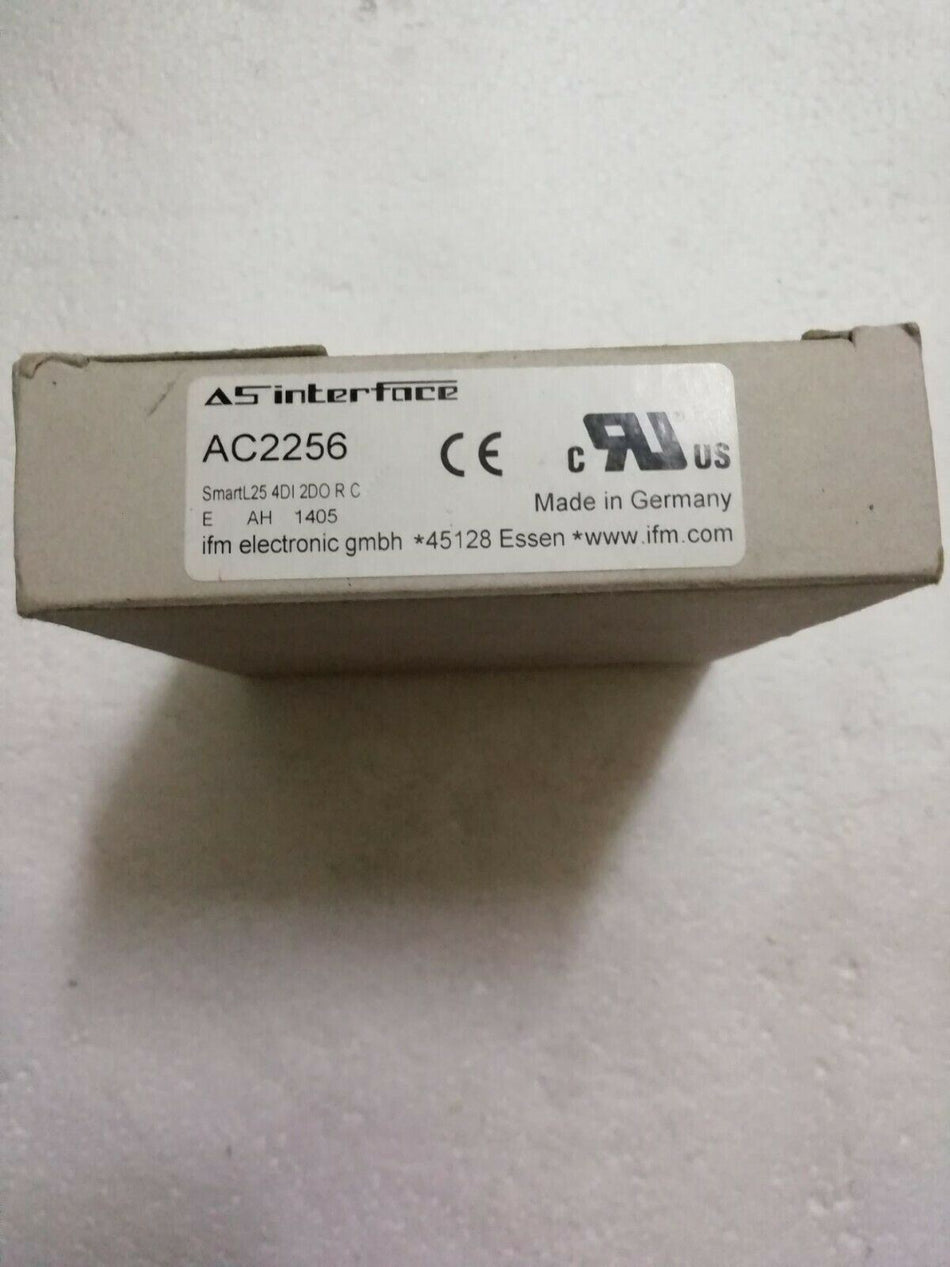 AS interface
AC2256
CE
c RU US
SmartL25 4DI 2DO R C
Made in Germany
E AH 1405
ifm electronic gmbh *45128 Essen *www.ifm.com